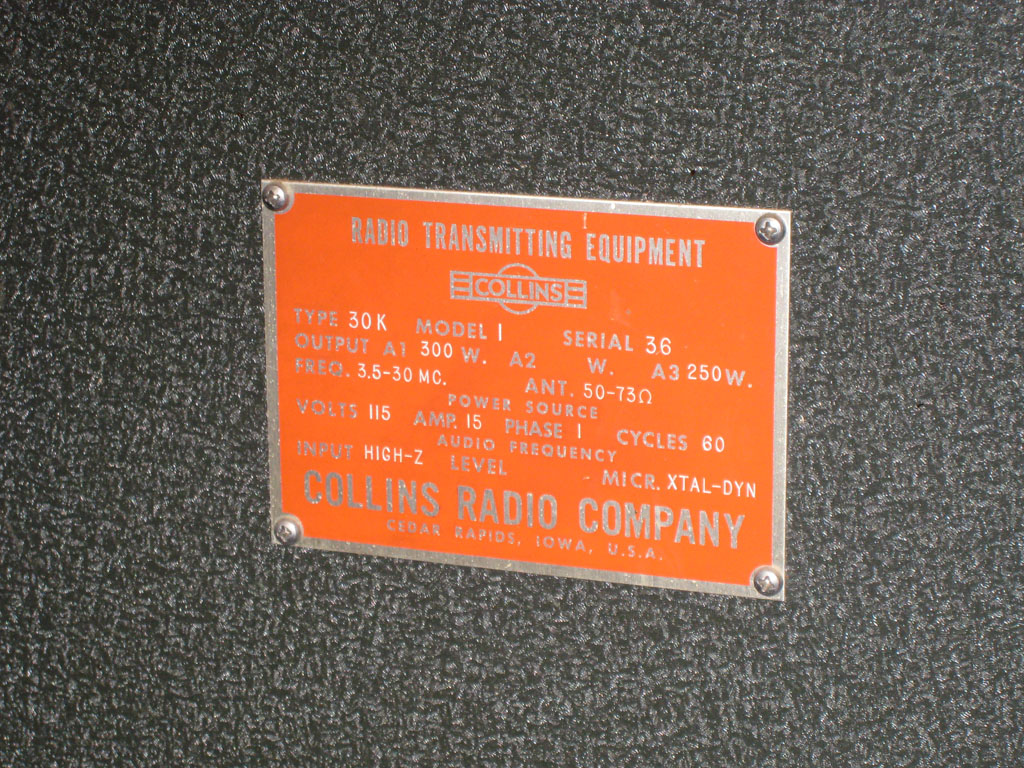 RADIO TRANSMITTING EQUIPMENT
COLLINS
TYPE 30K MODEL 1 SERIAL 36
OUTPUT A1 300 W. A2 W. A3 250 W.
FREQ. 3.5-30 MC. ANT. 50-73Ω
POWER SOURCE
VOLTS 115 AMP. 15 PHASE 1 CYCLES 60
AUDIO FREQUENCY
INPUT HIGH-Z LEVEL MICR. XTAL-DYN
COLLINS RADIO COMPANY
CEDAR RAPIDS, IOWA, U.S.A.